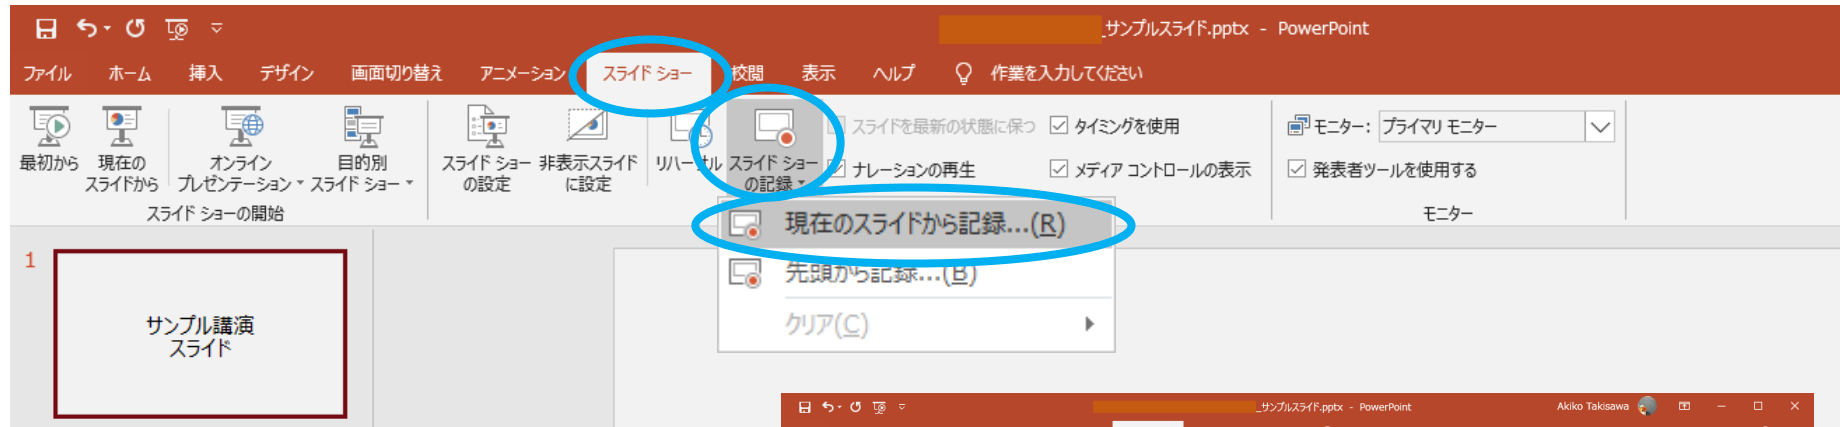 _サンプルスライド.pptx - PowerPoint
ファイル ホーム 挿入 デザイン 画面切り替え アニメーション スライド ショー 校閲 表示 ヘルプ 作業を入力してください
最初から
現在の
スライドから
オンライン
プレゼンテーション
目的別
スライド ショー
スライド ショーの開始
スライド ショー
の設定
非表示スライド
に設定
リハーサル
スライド ショー
の記録
スライドを最新の状態に保つ
タイミングを使用
ナレーションの再生
メディア コントロールの表示
モニター: プライマリ モニター
発表者ツールを使用する
モニター
現在のスライドから記録...(R)
先頭から記録...(B)
クリア(C)
1
サンプル講演
スライド
_サンプルスライド.pptx - PowerPoint
Akiko Takisawa